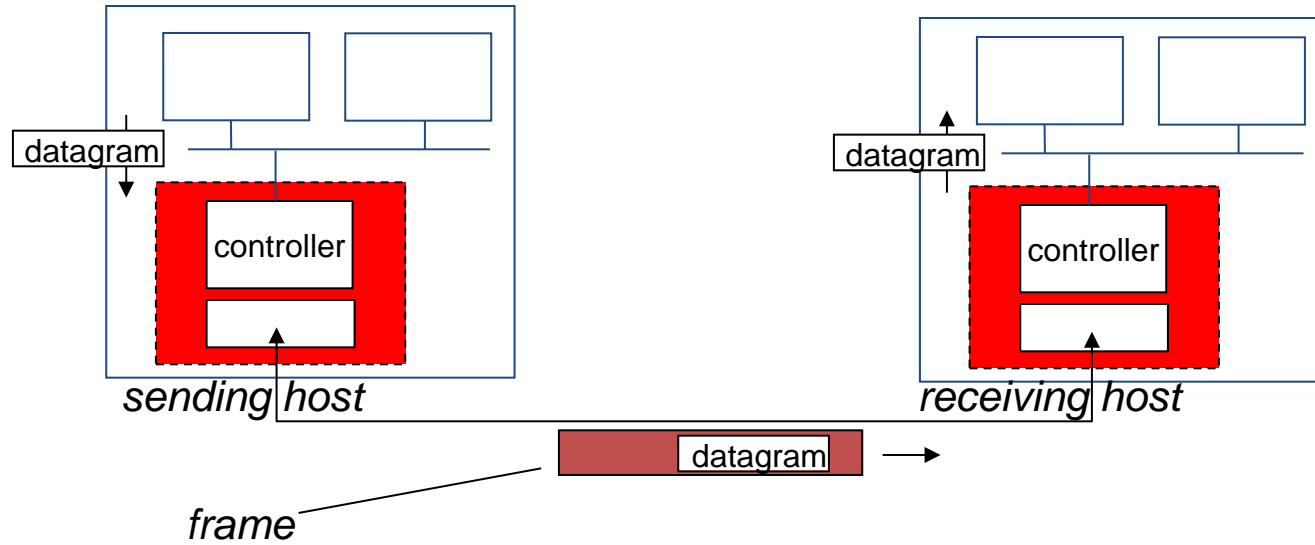 datagram
datagram
controller
controller
sending host
receiving host
datagram
frame